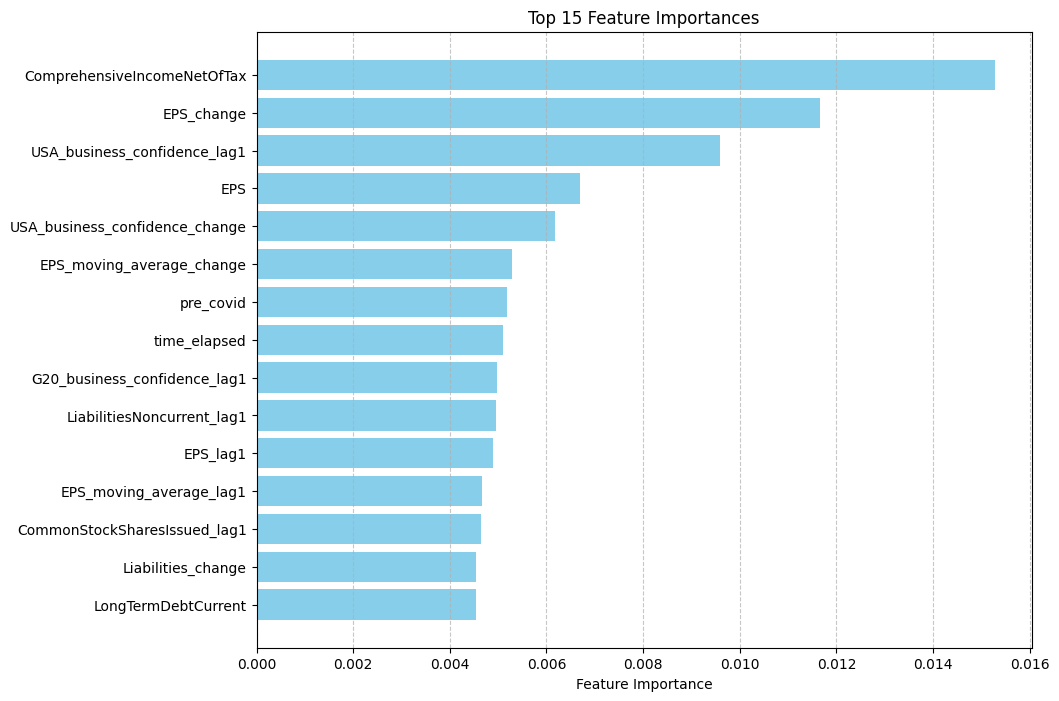 Top 15 Feature Importances
ComprehensiveIncomeNetOfTax
EPS_change
USA_business_confidence_lag1
EPS
USA_business_confidence_change
EPS_moving_average_change
pre_covid
time_elapsed
G20_business_confidence_lag1
LiabilitiesNoncurrent_lag1
EPS_lag1
EPS_moving_average_lag1
CommonStockSharesIssued_lag1
Liabilities_change
LongTermDebtCurrent
0.000 0.002 0.004 0.006 0.008 0.010 0.012 0.014 0.016
Feature Importance